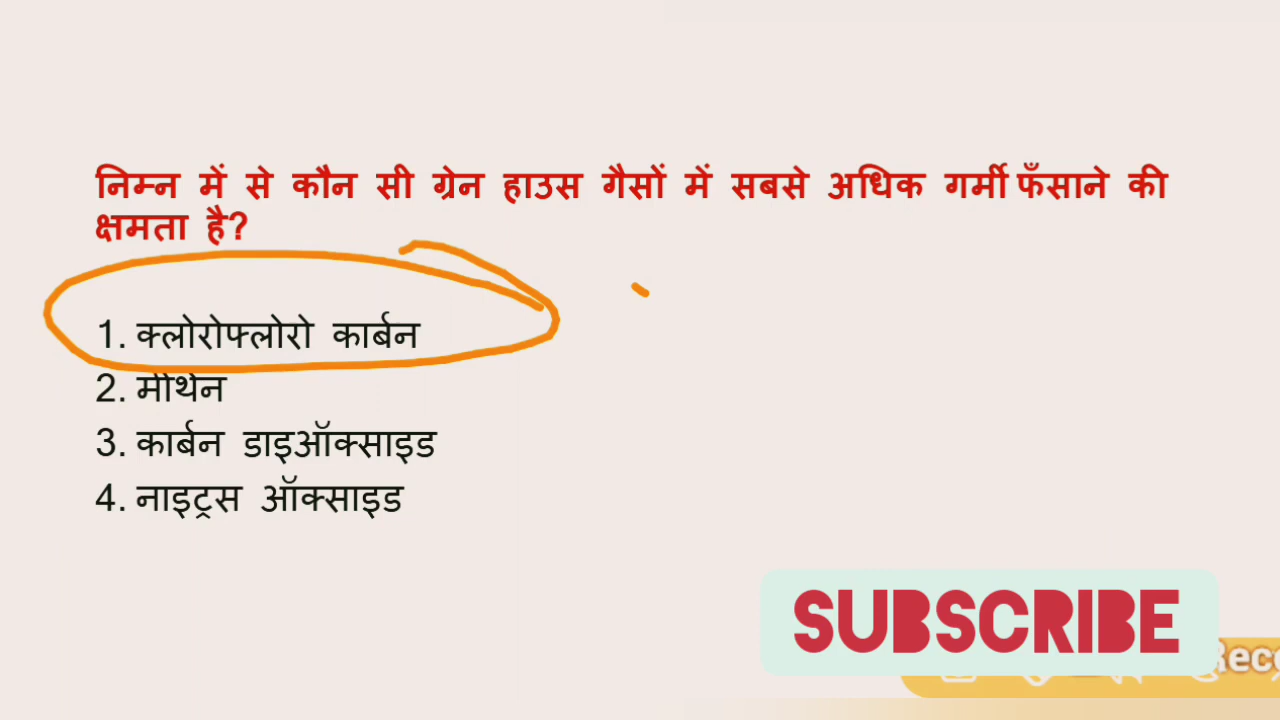 निम्न में से कौन सी ग्रेन हाउस गैसों में सबसे अधिक गर्मी फँसाने की
क्षमता है?
1. क्लोरोफ्लोरो कार्बन
2. मीथेन
3. कार्बन डाइऑक्साइड
4. नाइट्रस ऑक्साइड
SUBSCRIBE